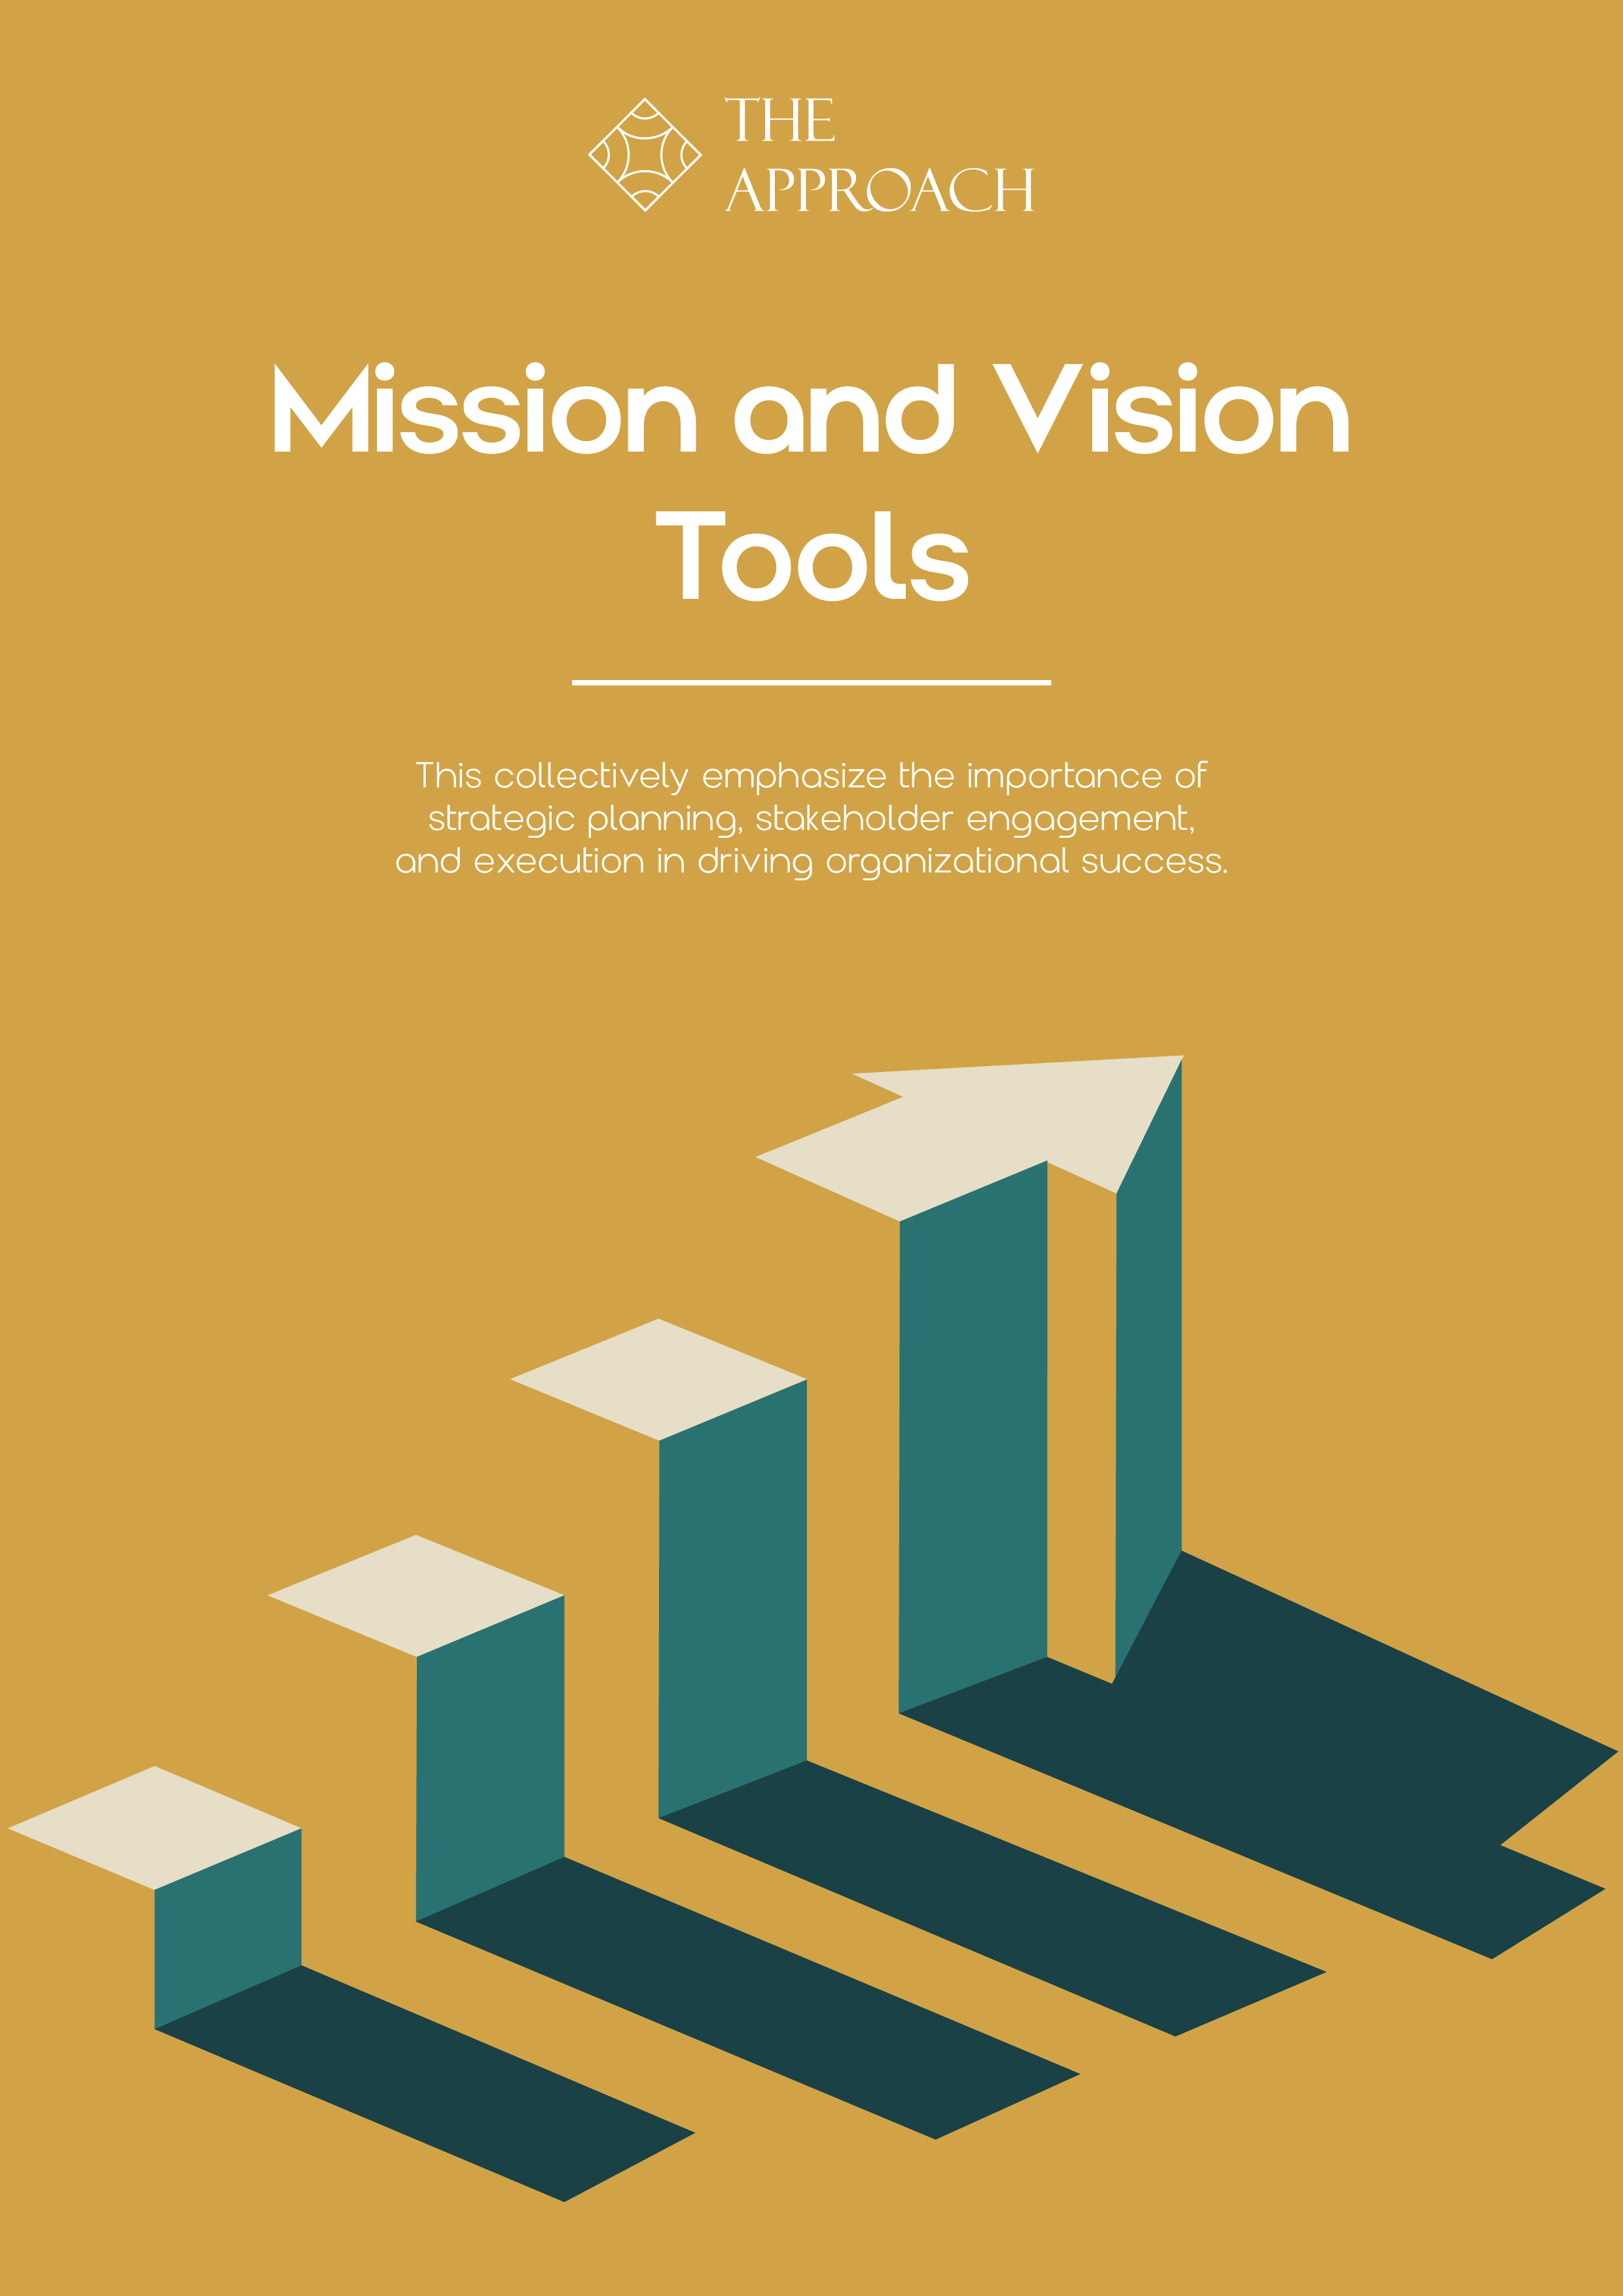 THE
APPROACH
Mission and Vision
Tools
This collectively emphasize the importance of
strategic planning, stakeholder engagement,
and execution in driving organizational success.